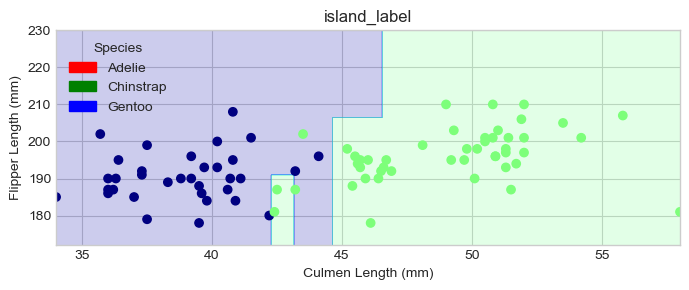 island_label
Species
Adelie
Chinstrap
Gentoo
230
220
210
200
190
180
Flipper Length (mm)
35 40 45 50 55
Culmen Length (mm)